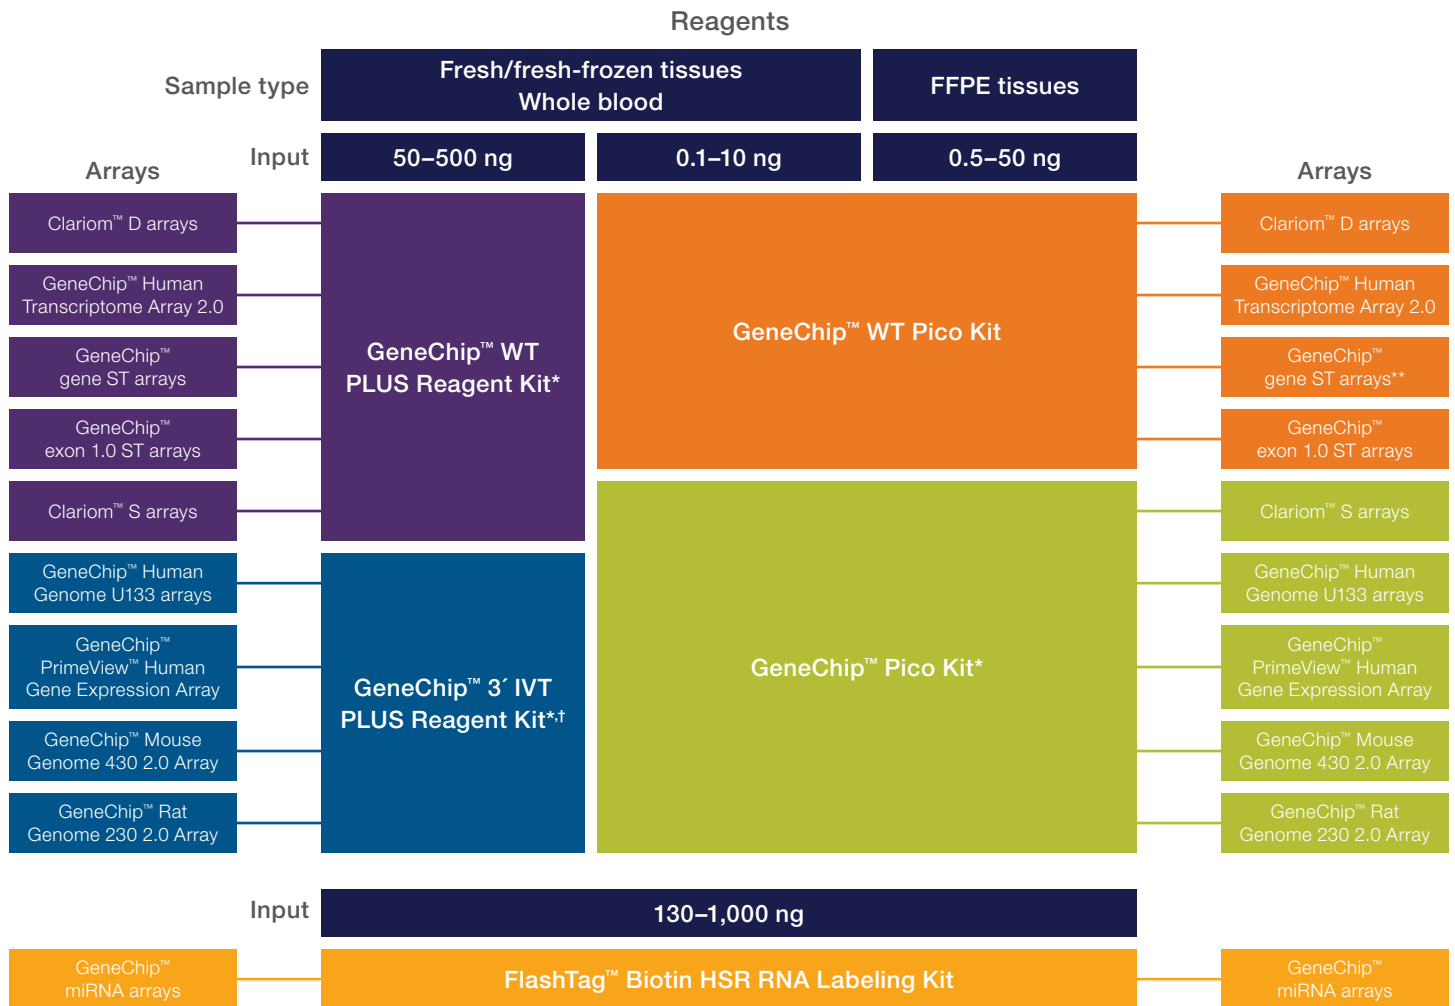 Reagents
Sample type
Fresh/fresh-frozen tissues
Whole blood
FFPE tissues
Input
50–500 ng
0.1–10 ng
0.5–50 ng
Arrays
Arrays
Clariom™ D arrays
GeneChip™ Human
Transcriptome Array 2.0
GeneChip™
gene ST arrays
GeneChip™
exon 1.0 ST arrays
Clariom™ S arrays
GeneChip™ Human
Genome U133 arrays
GeneChip™
PrimeView™ Human
Gene Expression Array
GeneChip™ Mouse
Genome 430 2.0 Array
GeneChip™ Rat
Genome 230 2.0 Array
GeneChip™ WT
PLUS Reagent Kit*
GeneChip™ 3´ IVT
PLUS Reagent Kit*,†
GeneChip™ WT Pico Kit
GeneChip™ Pico Kit*
Clariom™ D arrays
GeneChip™ Human
Transcriptome Array 2.0
GeneChip™
gene ST arrays**
GeneChip™
exon 1.0 ST arrays
Clariom™ S arrays
GeneChip™ Human
Genome U133 arrays
GeneChip™
PrimeView™ Human
Gene Expression Array
GeneChip™ Mouse
Genome 430 2.0 Array
GeneChip™ Rat
Genome 230 2.0 Array
Input
130–1,000 ng
GeneChip™
miRNA arrays
FlashTag™ Biotin HSR RNA Labeling Kit
GeneChip™
miRNA arrays